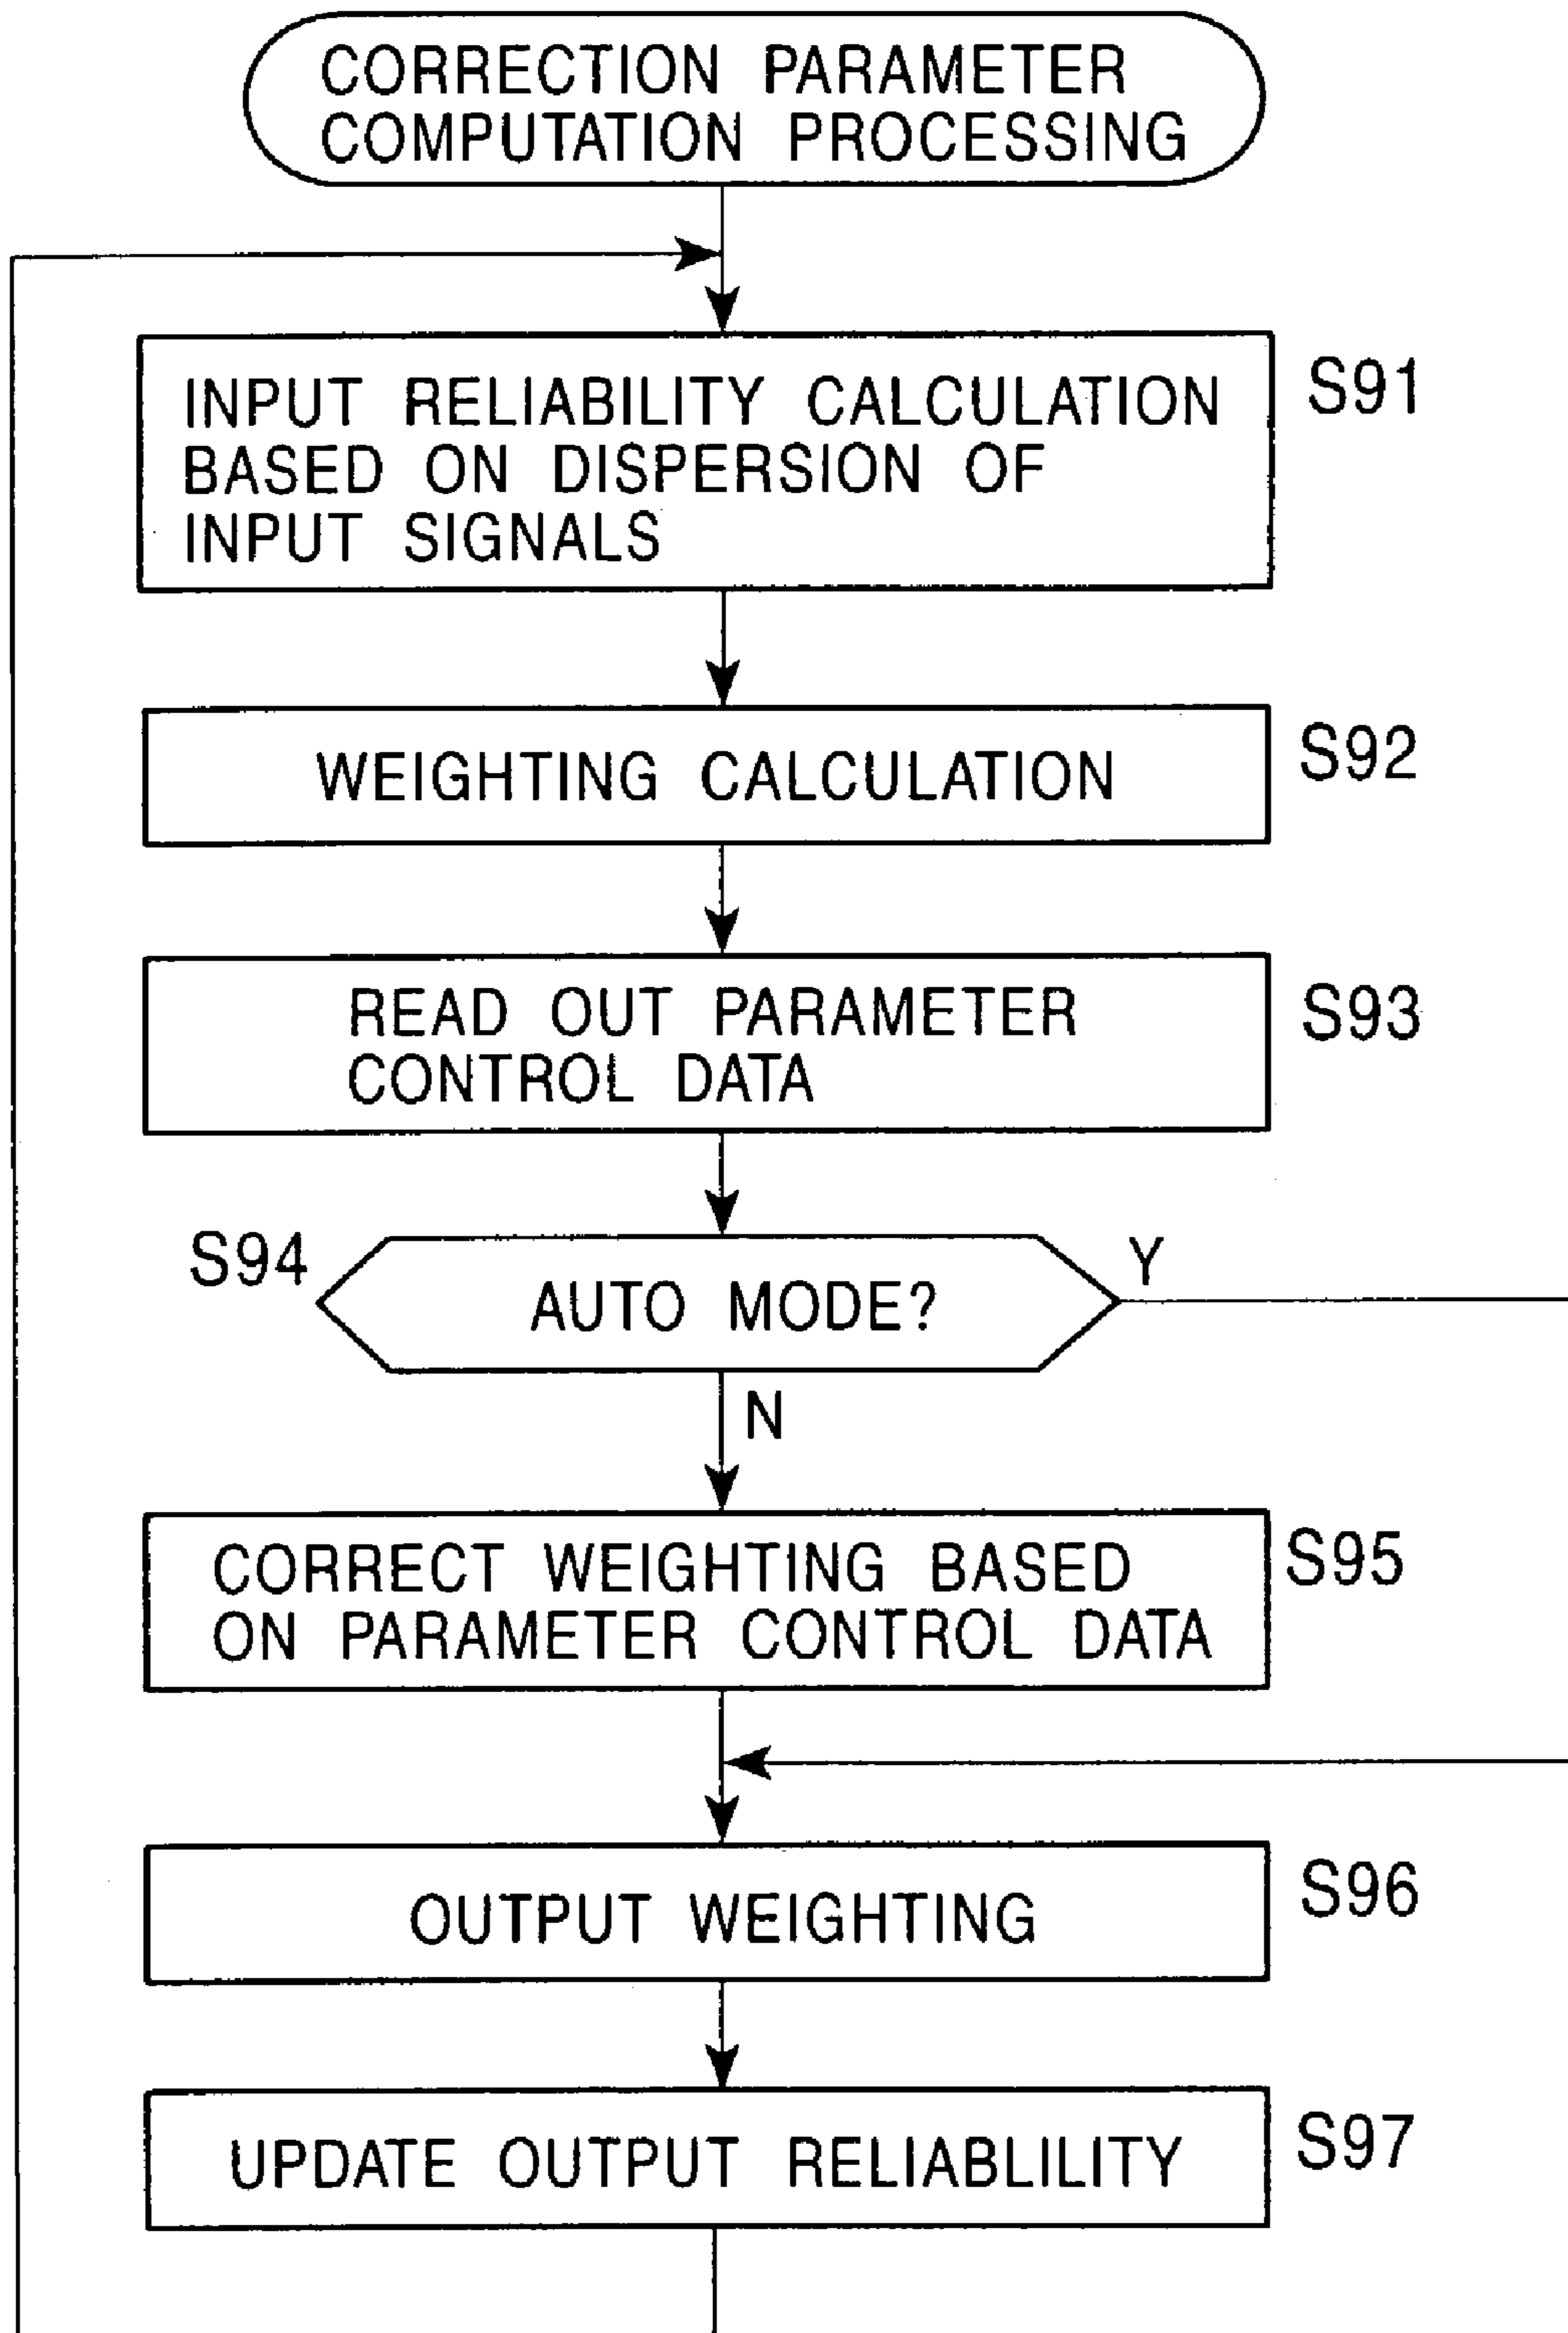 CORRECTION PARAMETER
COMPUTATION PROCESSING
INPUT RELIABILITY CALCULATION
BASED ON DISPERSION OF
INPUT SIGNALS
S91
WEIGHTING CALCULATION
S92
READ OUT PARAMETER
CONTROL DATA
S93
S94
AUTO MODE?
Y
N
CORRECT WEIGHTING BASED
ON PARAMETER CONTROL DATA
S95
OUTPUT WEIGHTING
S96
UPDATE OUTPUT RELIABLILITY
S97